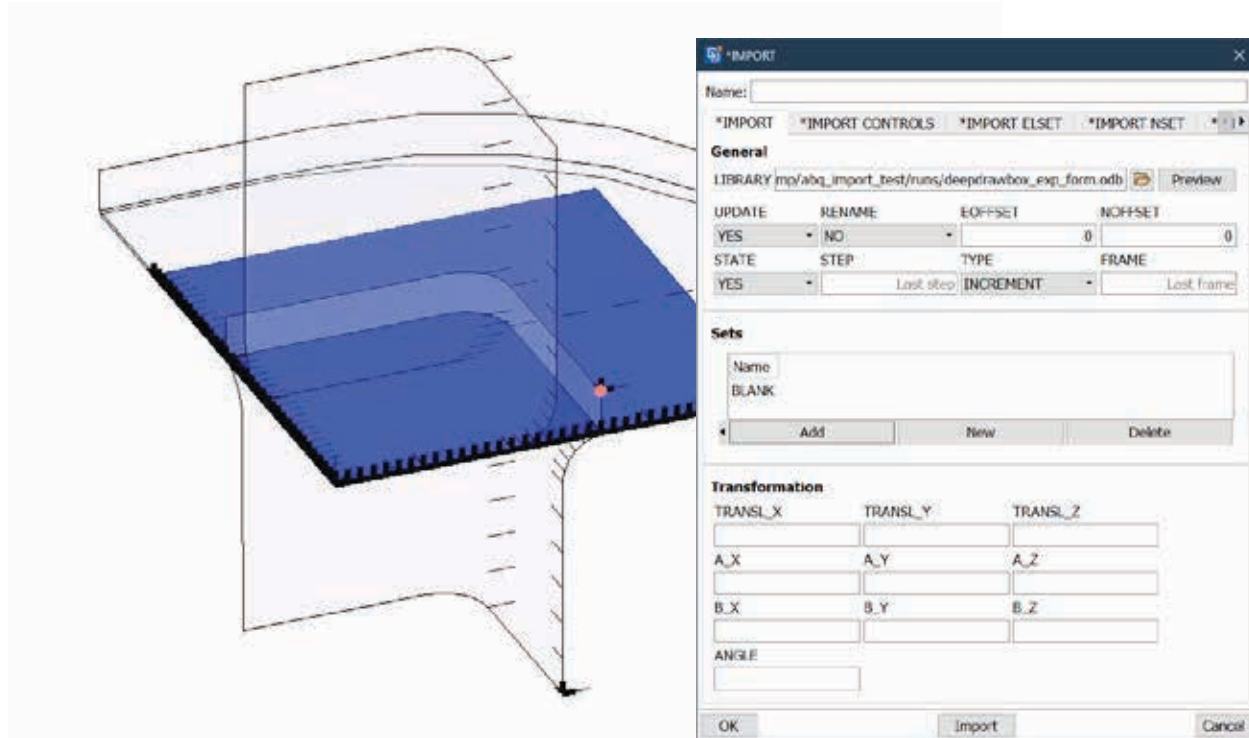 *IMPORT
Name:
*IMPORT *IMPORT CONTROLS *IMPORT ELSET *IMPORT NSET
General
LIBRARY mp/abq_import_test/runs/deepdrawbox_exp_form.odb Preview
UPDATE RENAME EOFFSET NOFFSET
YES NO 0 0
STATE STEP TYPE FRAME
YES Last step INCREMENT Last frame
Sets
Name
BLANK
Add New Delete
Transformation
TRANSL_X TRANSL_Y TRANSL_Z
A_X A_Y A_Z
B_X B_Y B_Z
ANGLE
OK Import Cancel